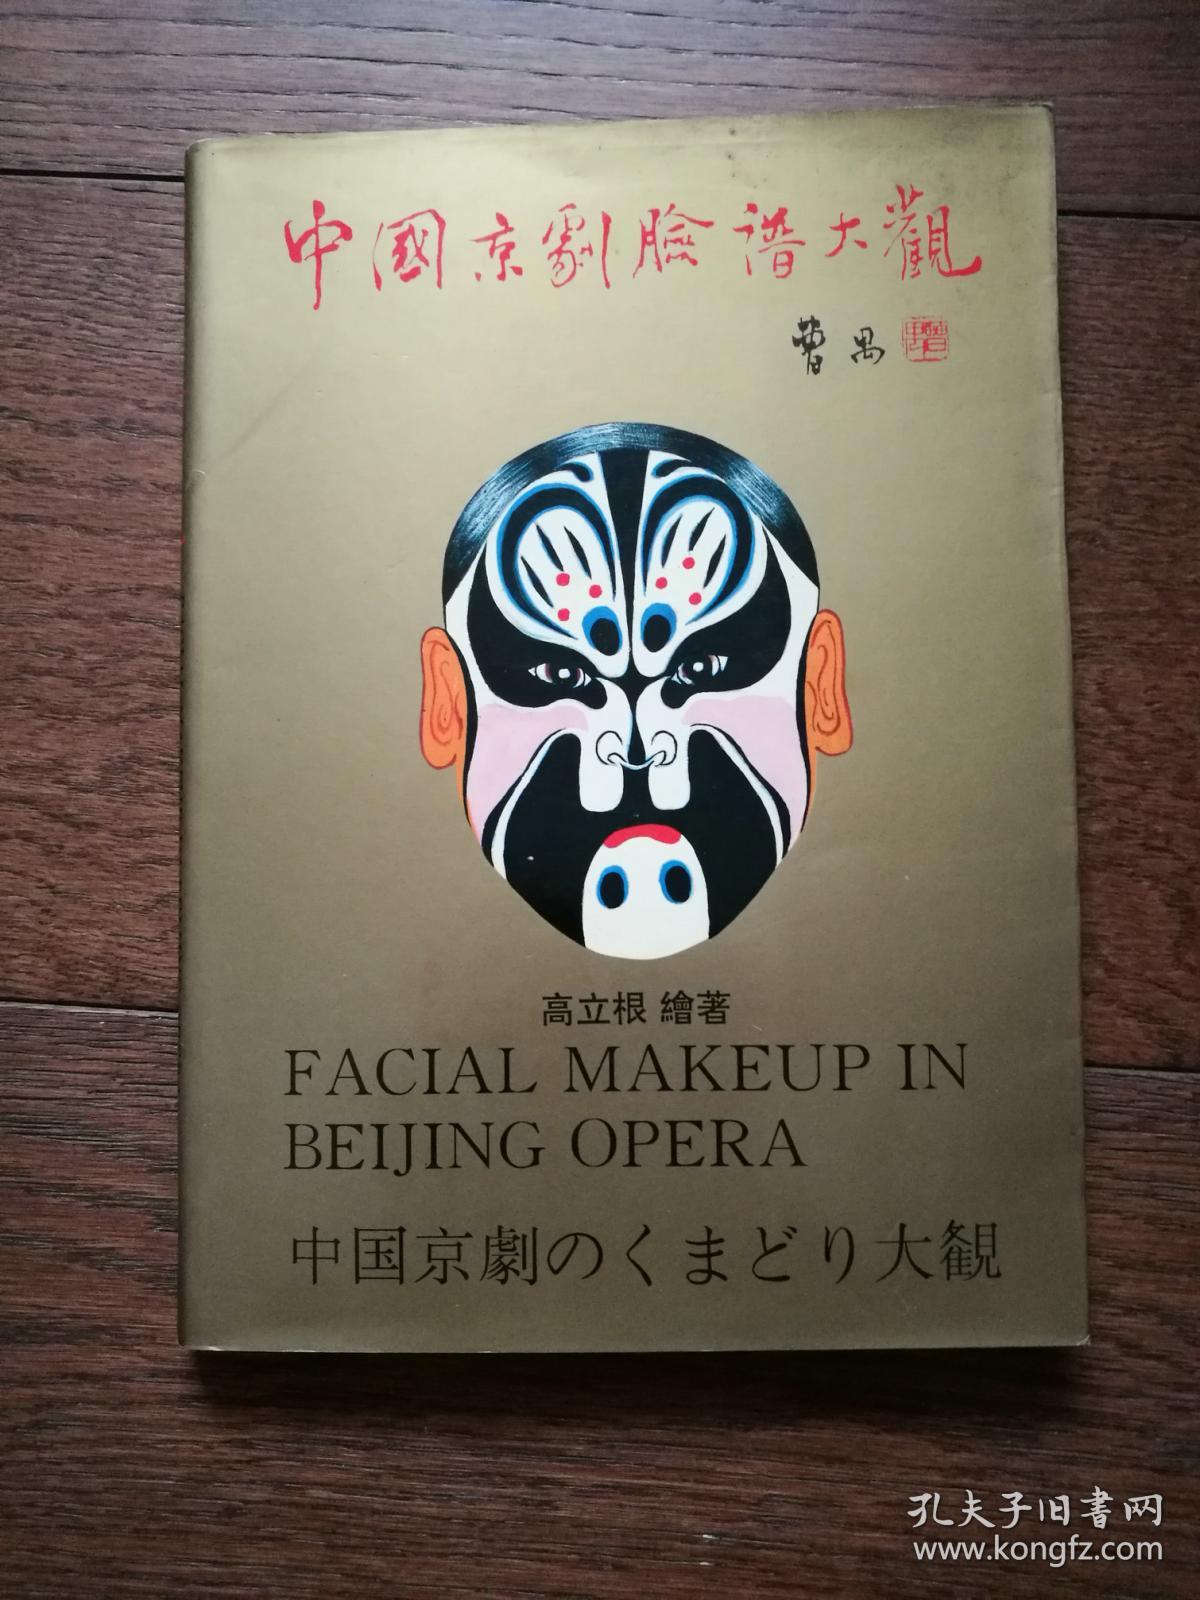 中國京劇臉譜大觀
曹禺
高立根 繪著
FACIAL MAKEUP IN
BEIJING OPERA
中国京劇のくまどり大観
孔夫子旧书网
www.kongfz.com